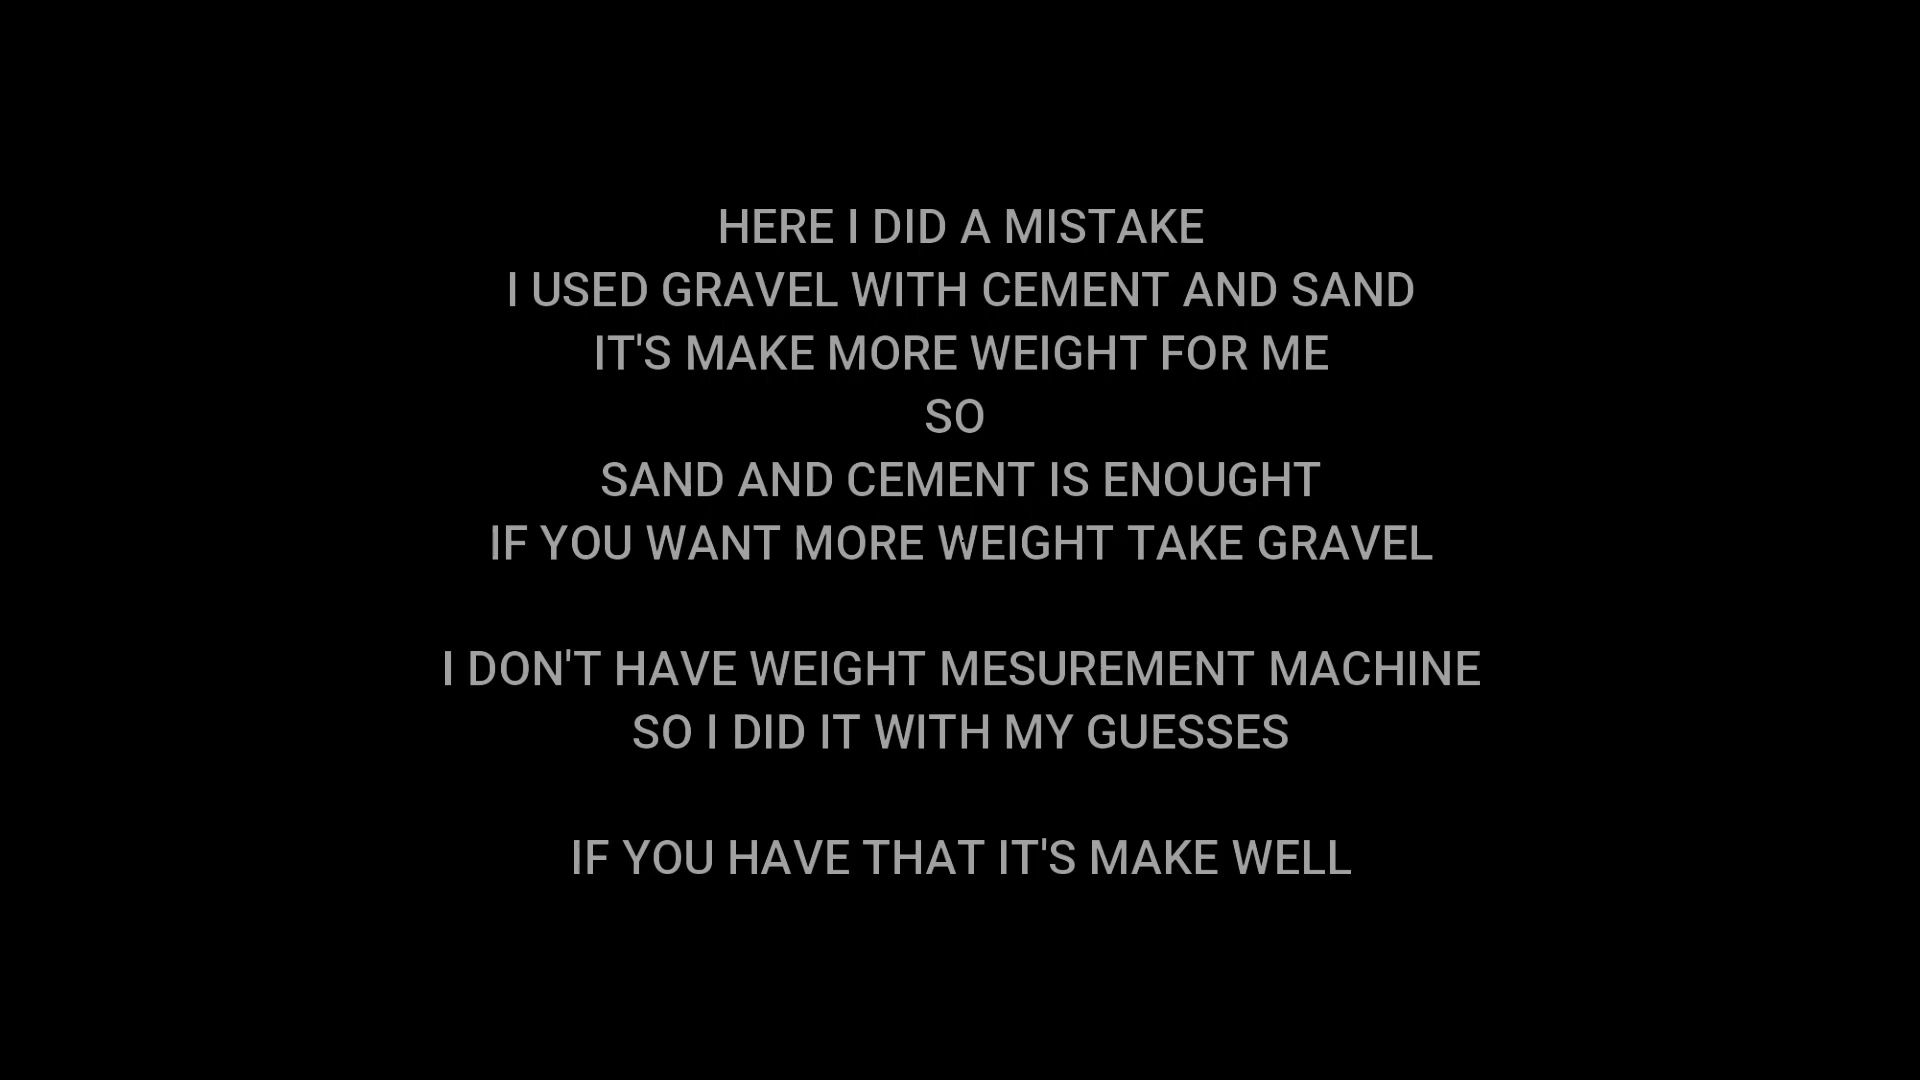 HERE I DID A MISTAKE
I USED GRAVEL WITH CEMENT AND SAND
IT'S MAKE MORE WEIGHT FOR ME
SO
SAND AND CEMENT IS ENOUGHT
IF YOU WANT MORE WEIGHT TAKE GRAVEL
I DON'T HAVE WEIGHT MESUREMENT MACHINE
SO I DID IT WITH MY GUESSES
IF YOU HAVE THAT IT'S MAKE WELL